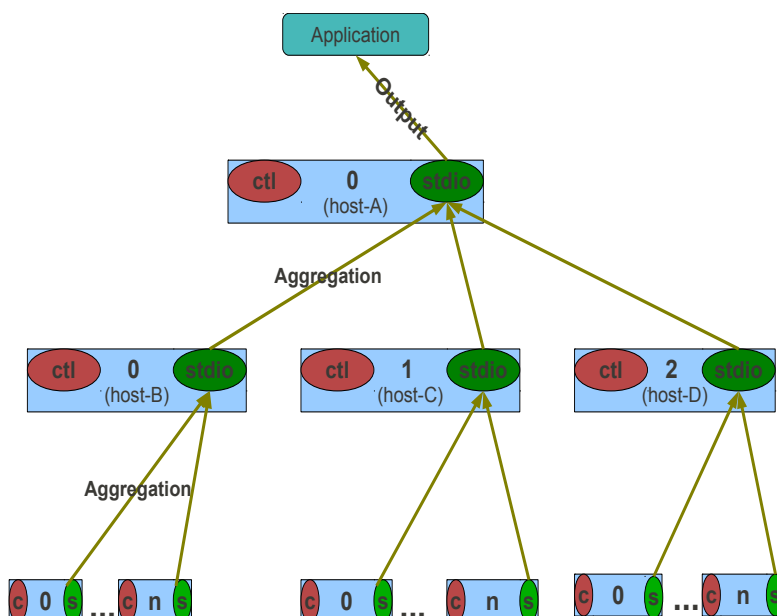 Application
Output
ctl 0 stdio
(host-A)
Aggregation
ctl 0 stdio
(host-B)
ctl 1 stdio
(host-C)
ctl 2 stdio
(host-D)
Aggregation
c 0 s ... c n s
c 0 s ... c n s
c 0 s ... c n s